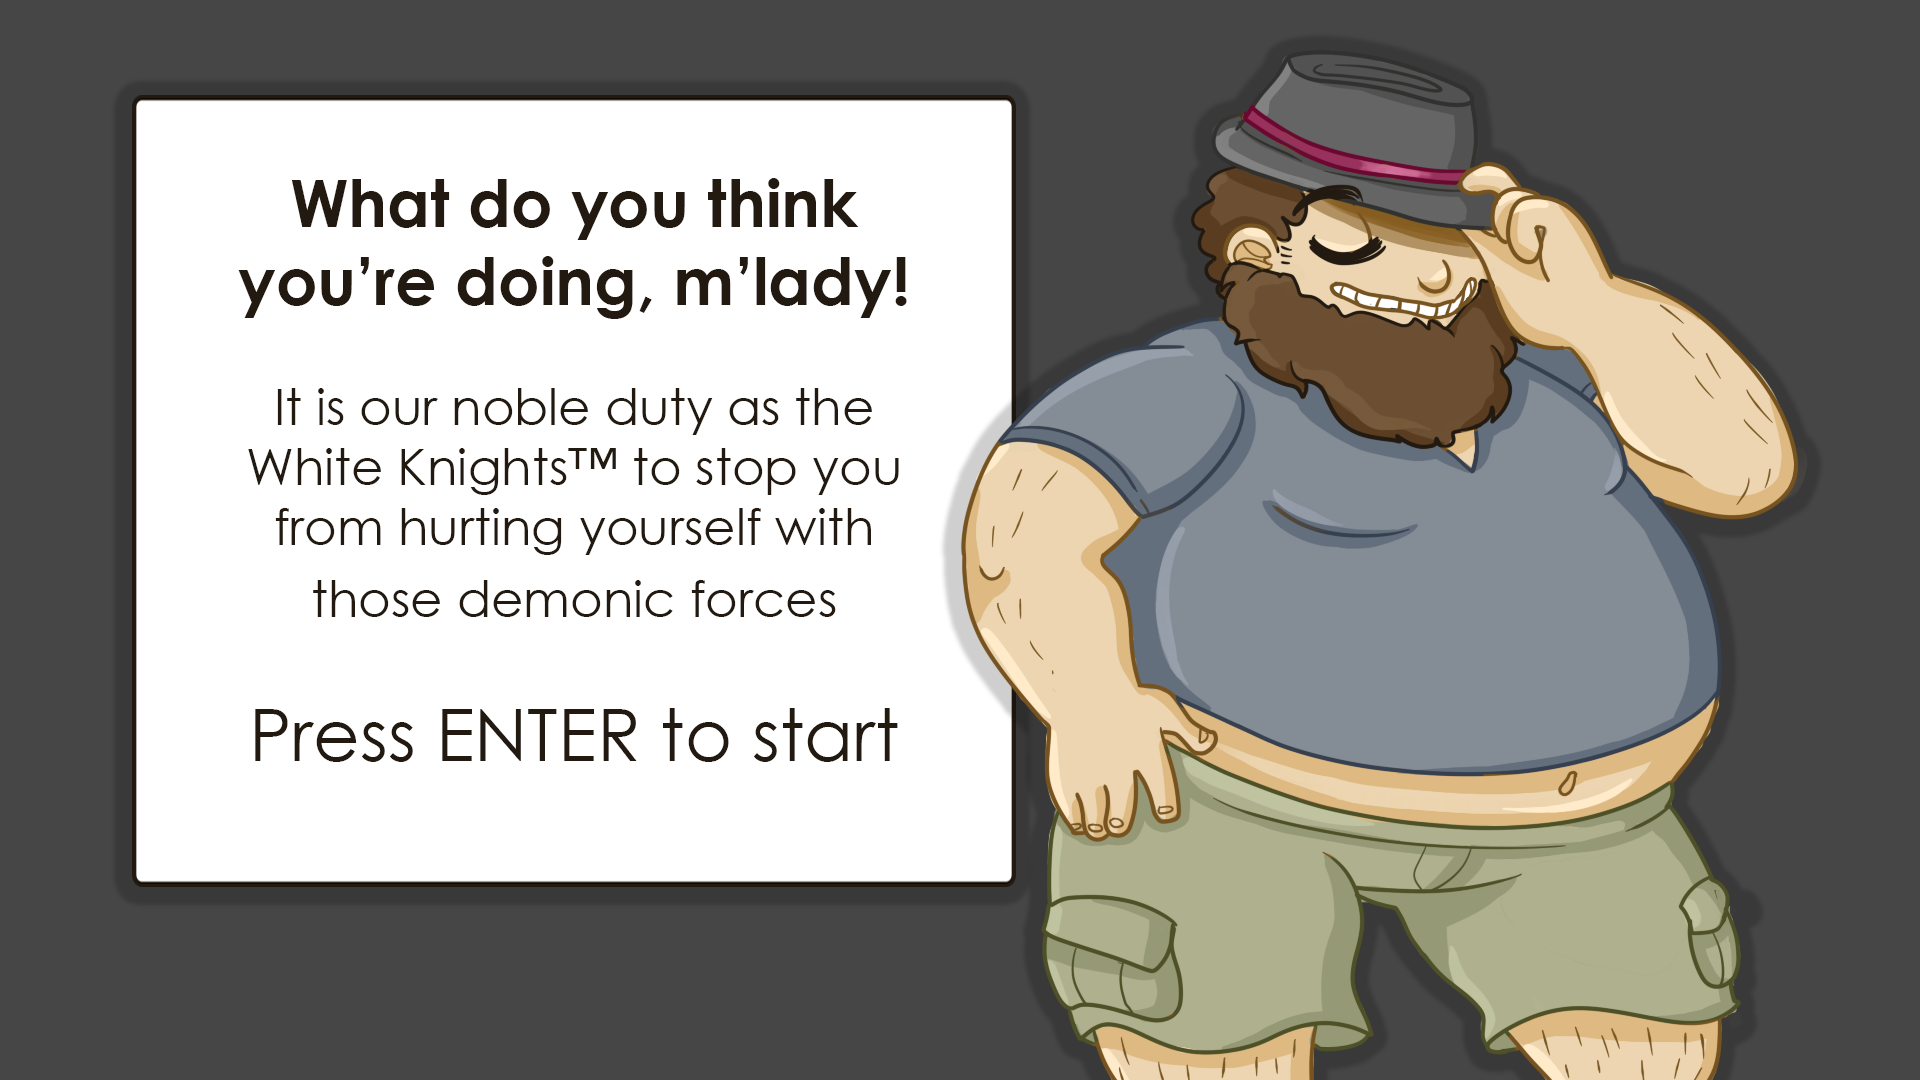 What do you think
you’re doing, m’lady!
It is our noble duty as the
White Knights™ to stop you
from hurting yourself with
those demonic forces
Press ENTER to start